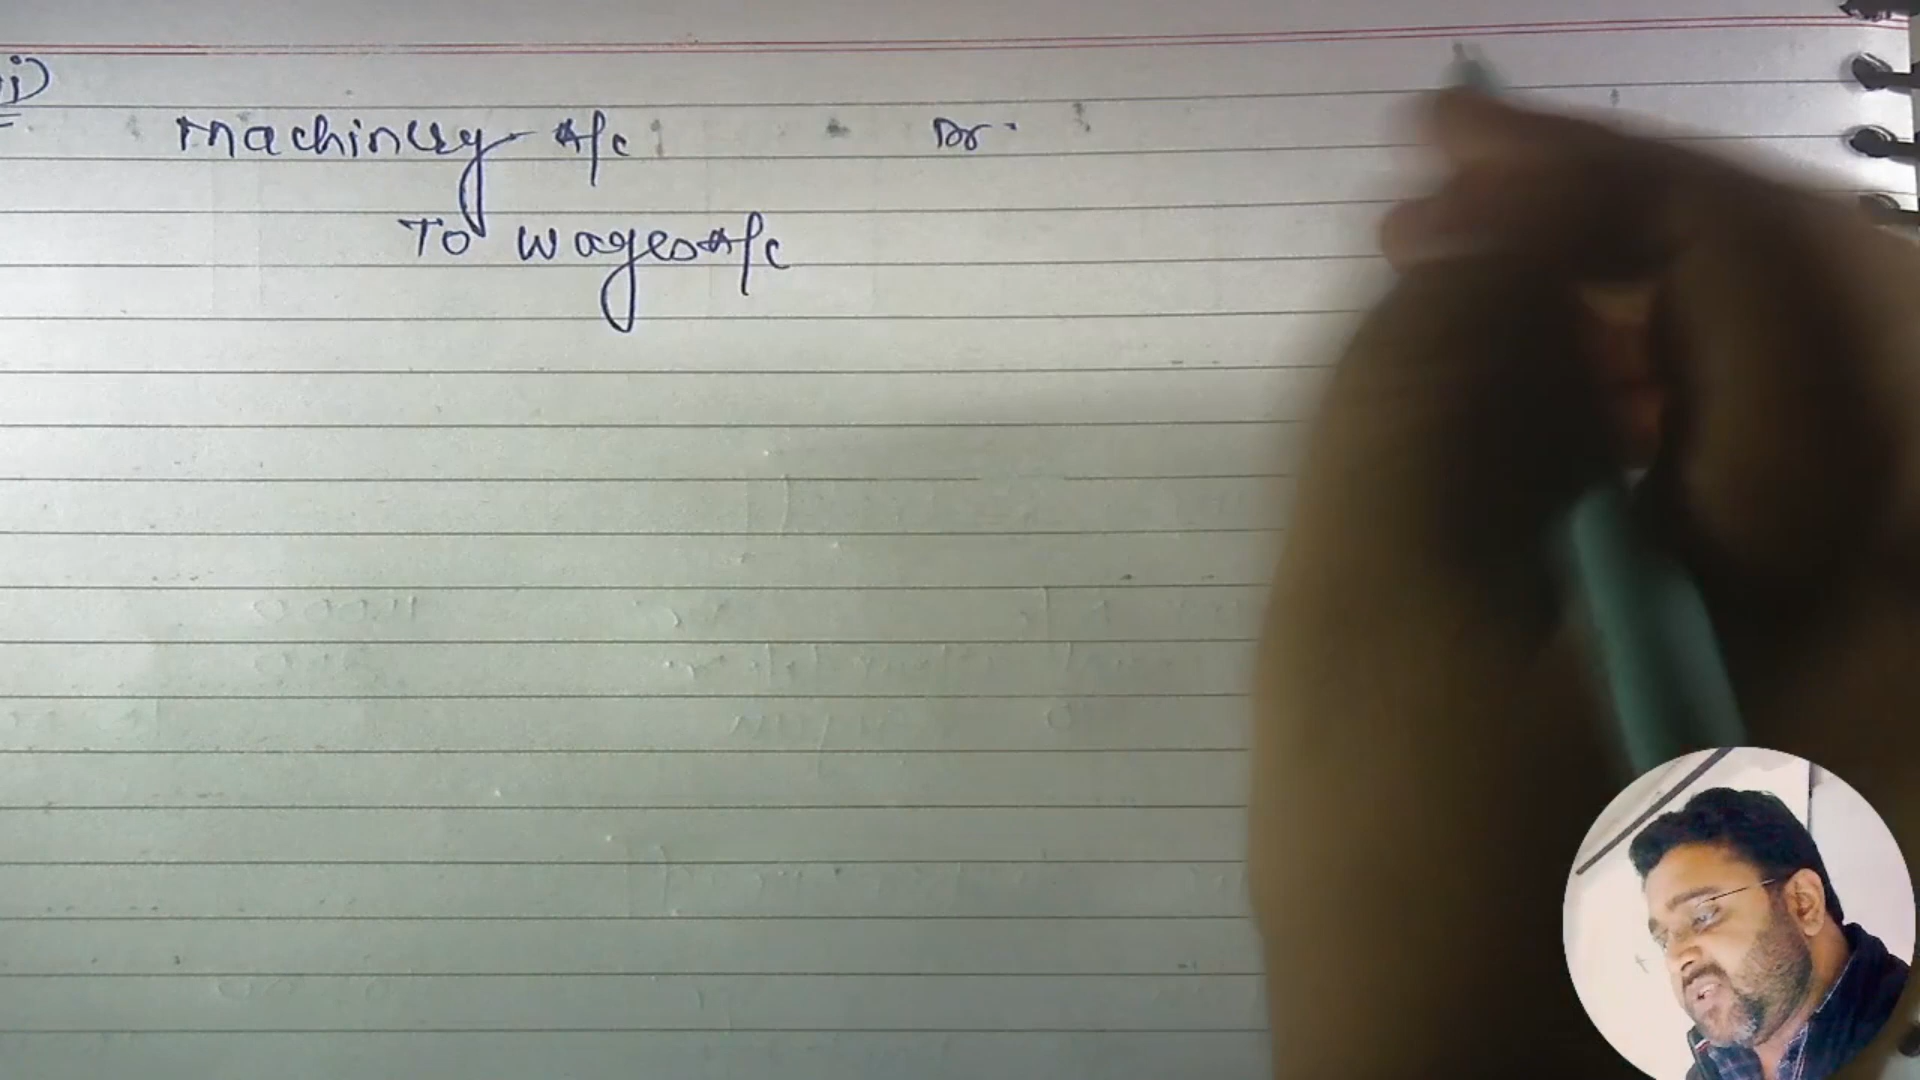 i)
Machinery A/c Dr.
To wages A/c